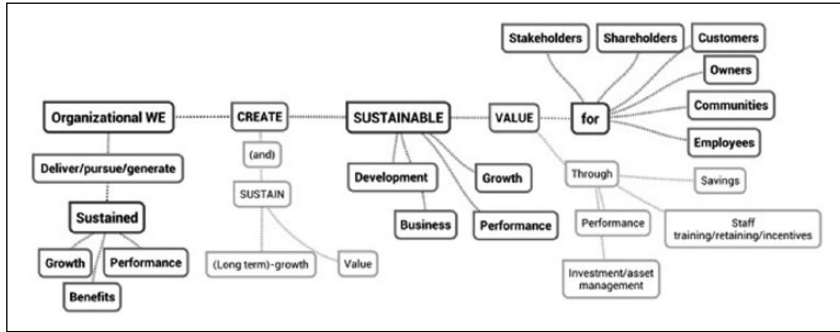 Stakeholders
Shareholders
Customers
Owners
Organizational WE
CREATE
SUSTAINABLE
VALUE
for
Communities
Employees
(and)
Deliver/pursue/generate
Development
Growth
Through
Savings
SUSTAIN
Sustained
Business
Performance
Performance
Staff
training/retaining/incentives
Growth
Performance
(Long term)-growth
Value
Investment/asset
management
Benefits